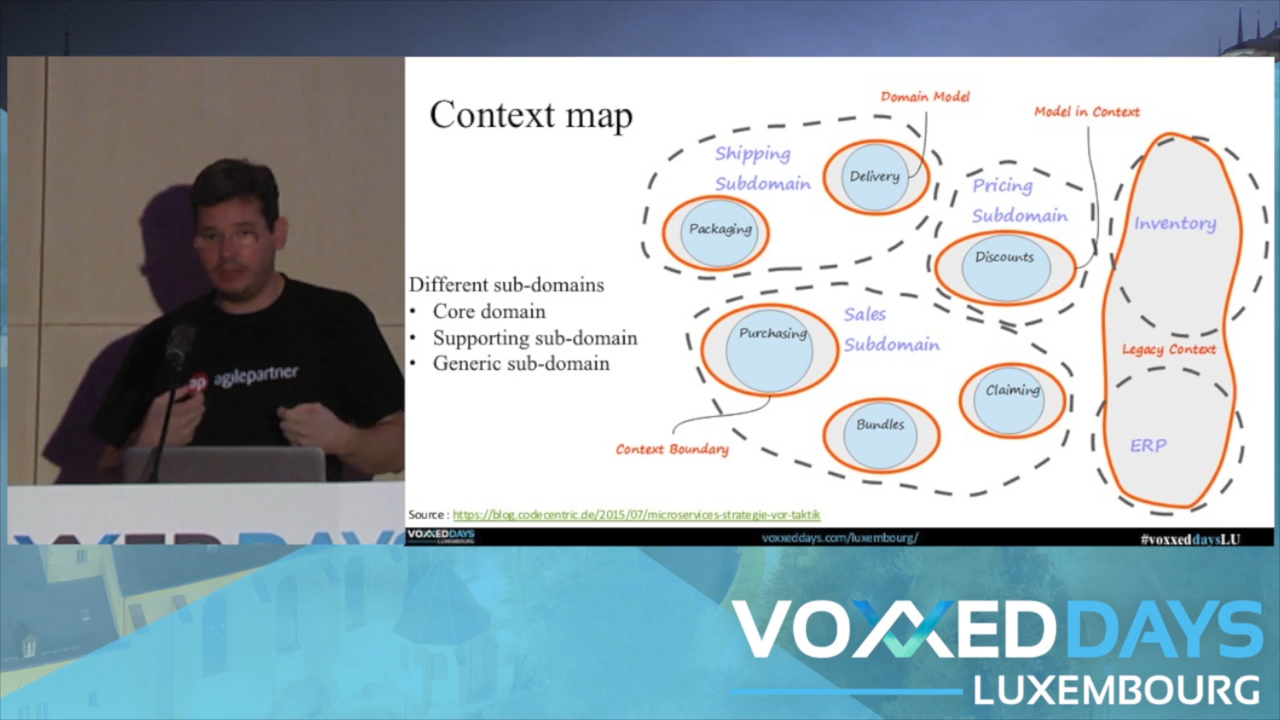 Context map
Domain Model
Model in Context
Shipping
Subdomain
Delivery
Packaging
Pricing
Subdomain
Discounts
Inventory
Different sub-domains
• Core domain
• Supporting sub-domain
• Generic sub-domain
Purchasing
Sales
Subdomain
Legacy Context
Claiming
Bundles
ERP
Context Boundary
ap agilepartner
Source : https://blog.codecentric.de/2015/07/microservices-strategie-vor-taktik
VOXXEDDAYS
LUXEMBOURG
voxxeddays.com/luxembourg/
#voxxeddaysLU
VOXXEDDAYS
LUXEMBOURG